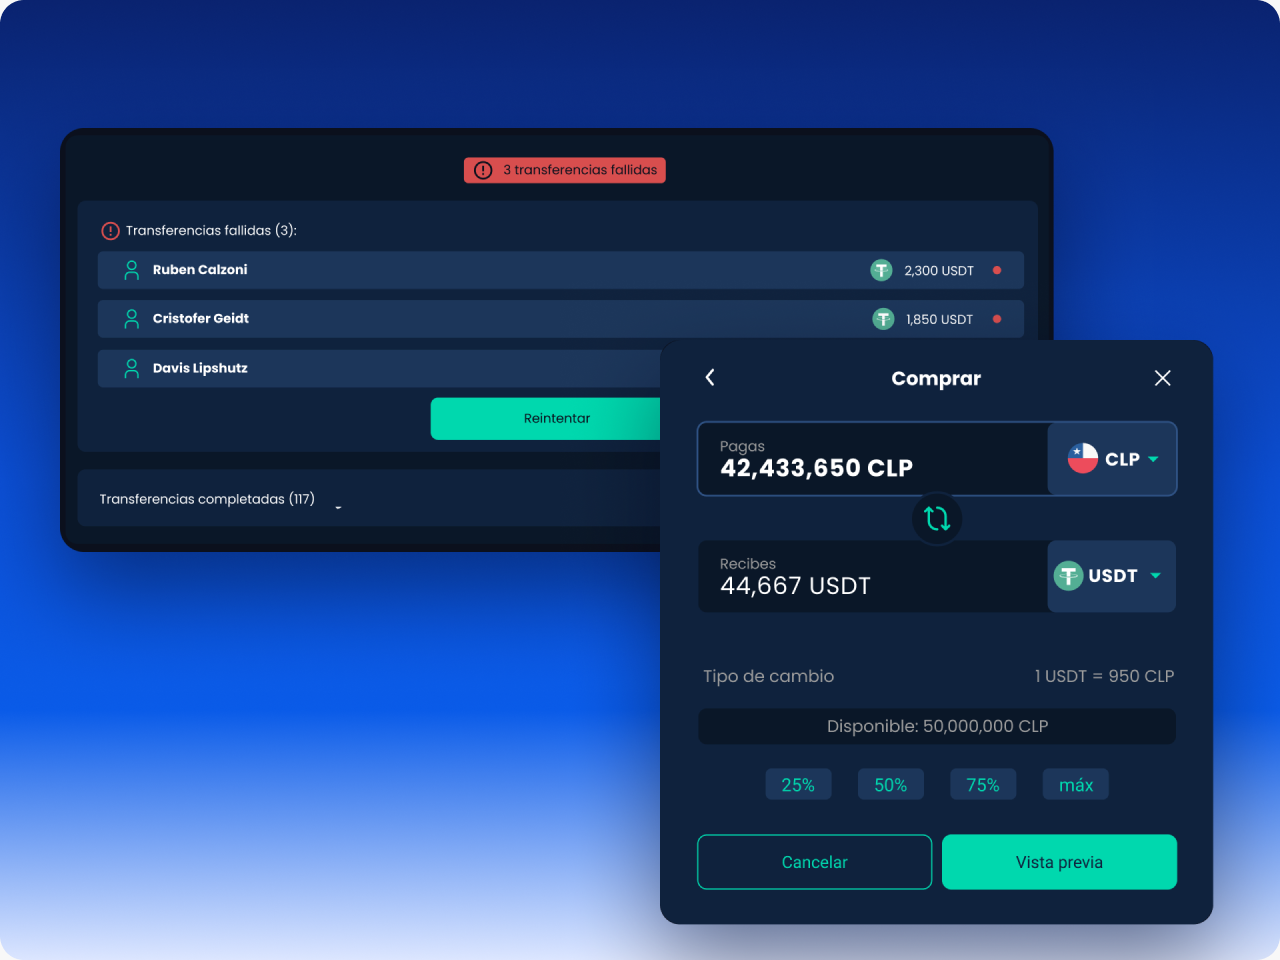 3 transferencias fallidas
Transferencias fallidas (3):
Ruben Calzoni
2,300 USDT
Cristofer Geidt
1,850 USDT
Davis Lipshutz
Reintentar
Transferencias completadas (117)
Comprar
Pagas
42,433,650 CLP
CLP
Recibes
44,667 USDT
USDT
Tipo de cambio
1 USDT = 950 CLP
Disponible: 50,000,000 CLP
25%
50%
75%
máx
Cancelar
Vista previa